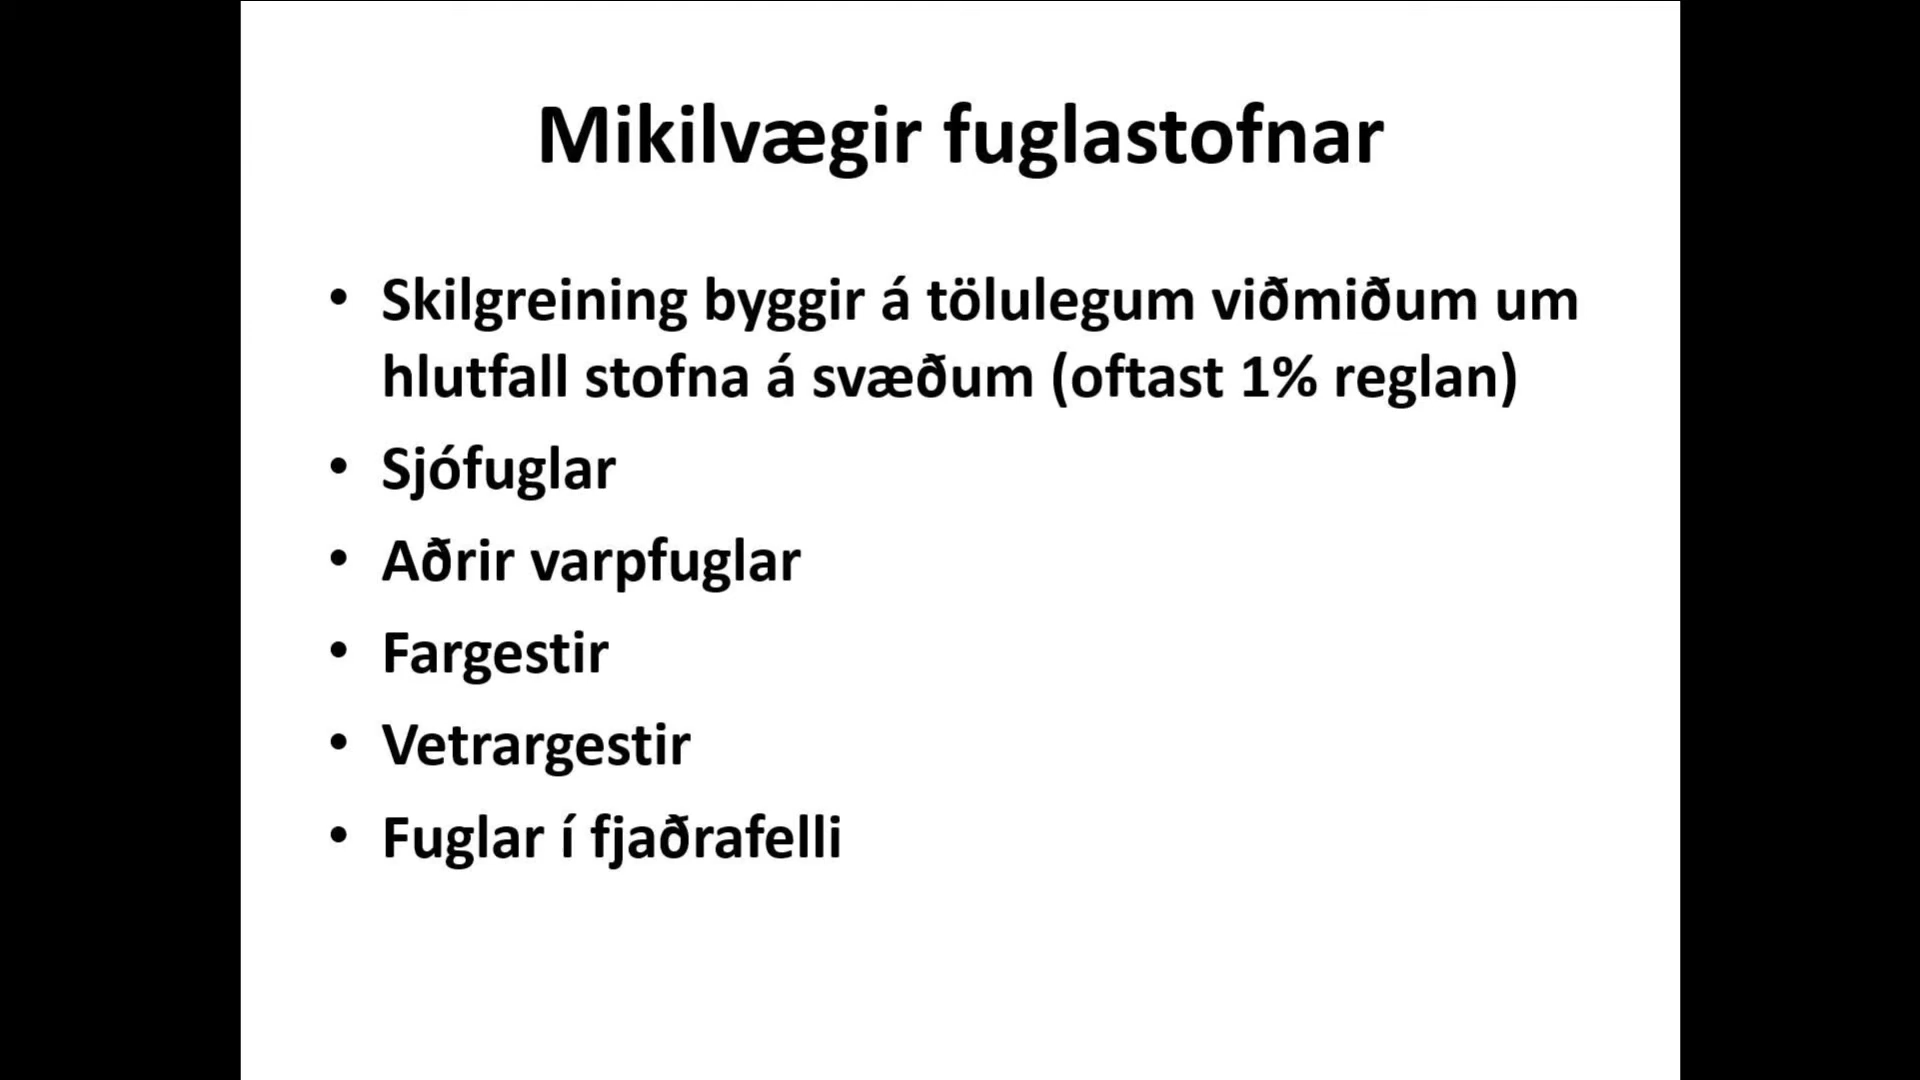 Mikilvægir fuglastofnar
• Skilgreining byggir á tölulegum viðmiðum um
hlutfall stofna á svæðum (oftast 1% reglan)
• Sjófuglar
• Aðrir varpfuglar
• Fargestir
• Vetrargestir
• Fuglar í fjaðrafelli